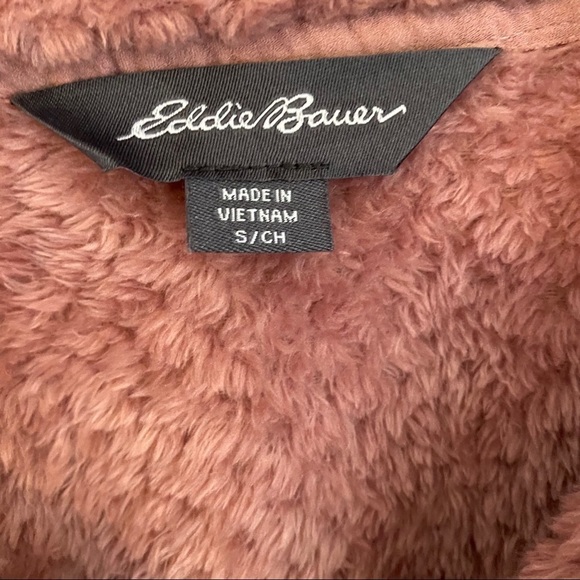 Eddie Bauer
MADE IN
VIETNAM
S/CH